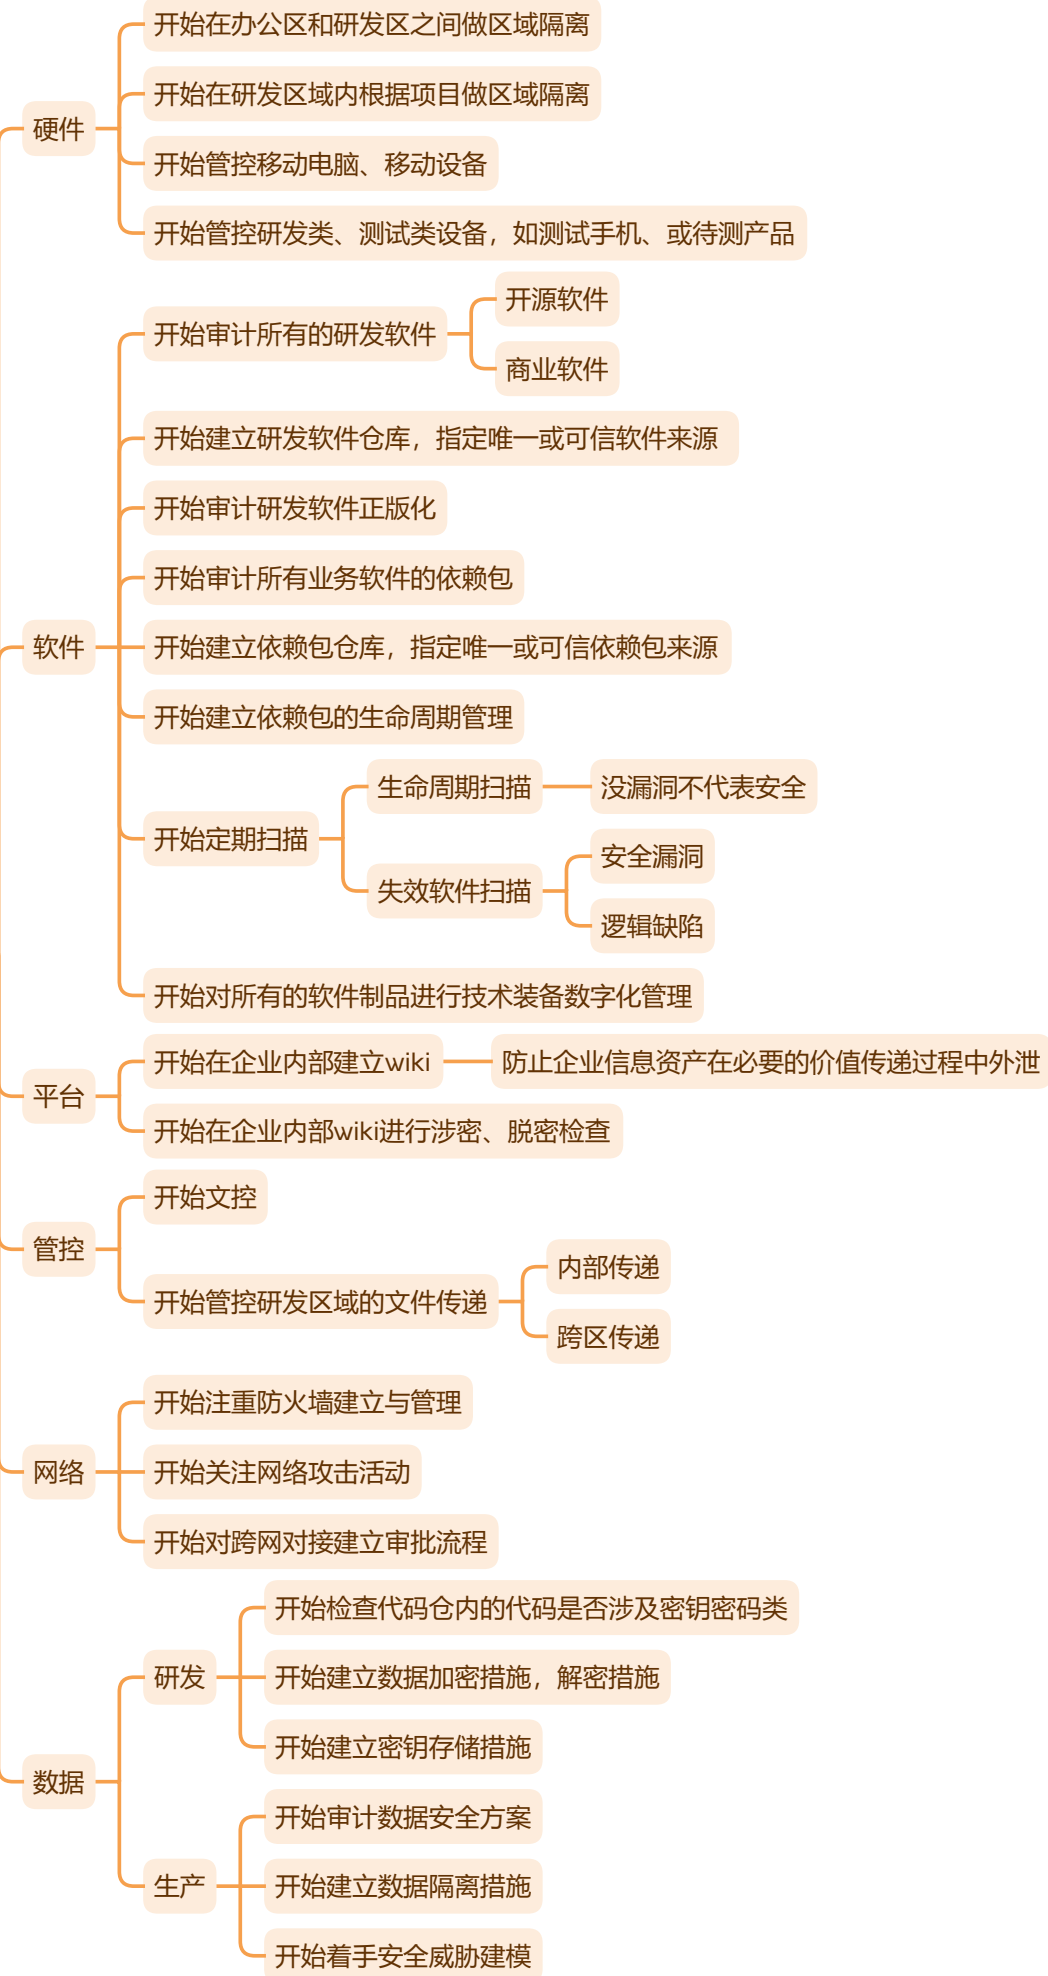 硬件
开始在办公区和研发区之间做区域隔离
开始在研发区域内根据项目做区域隔离
开始管控移动电脑、移动设备
开始管控研发类、测试类设备，如测试手机、或待测产品
软件
开始审计所有的研发软件
开源软件
商业软件
开始建立研发软件仓库，指定唯一或可信软件来源
开始审计研发软件正版化
开始审计所有业务软件的依赖包
开始建立依赖包仓库，指定唯一或可信依赖包来源
开始建立依赖包的生命周期管理
开始定期扫描
生命周期扫描
没漏洞不代表安全
失效软件扫描
安全漏洞
逻辑缺陷
开始对所有的软件制品进行技术装备数字化管理
平台
开始在企业内部建立wiki
防止企业信息资产在必要的价值传递过程中外泄
开始在企业内部wiki进行涉密、脱密检查
管控
开始文控
开始管控研发区域的文件传递
内部传递
跨区传递
网络
开始注重防火墙建立与管理
开始关注网络攻击活动
开始对跨网对接建立审批流程
数据
研发
开始检查代码仓内的代码是否涉及密钥密码类
开始建立数据加密措施，解密措施
开始建立密钥存储措施
生产
开始审计数据安全方案
开始建立数据隔离措施
开始着手安全威胁建模